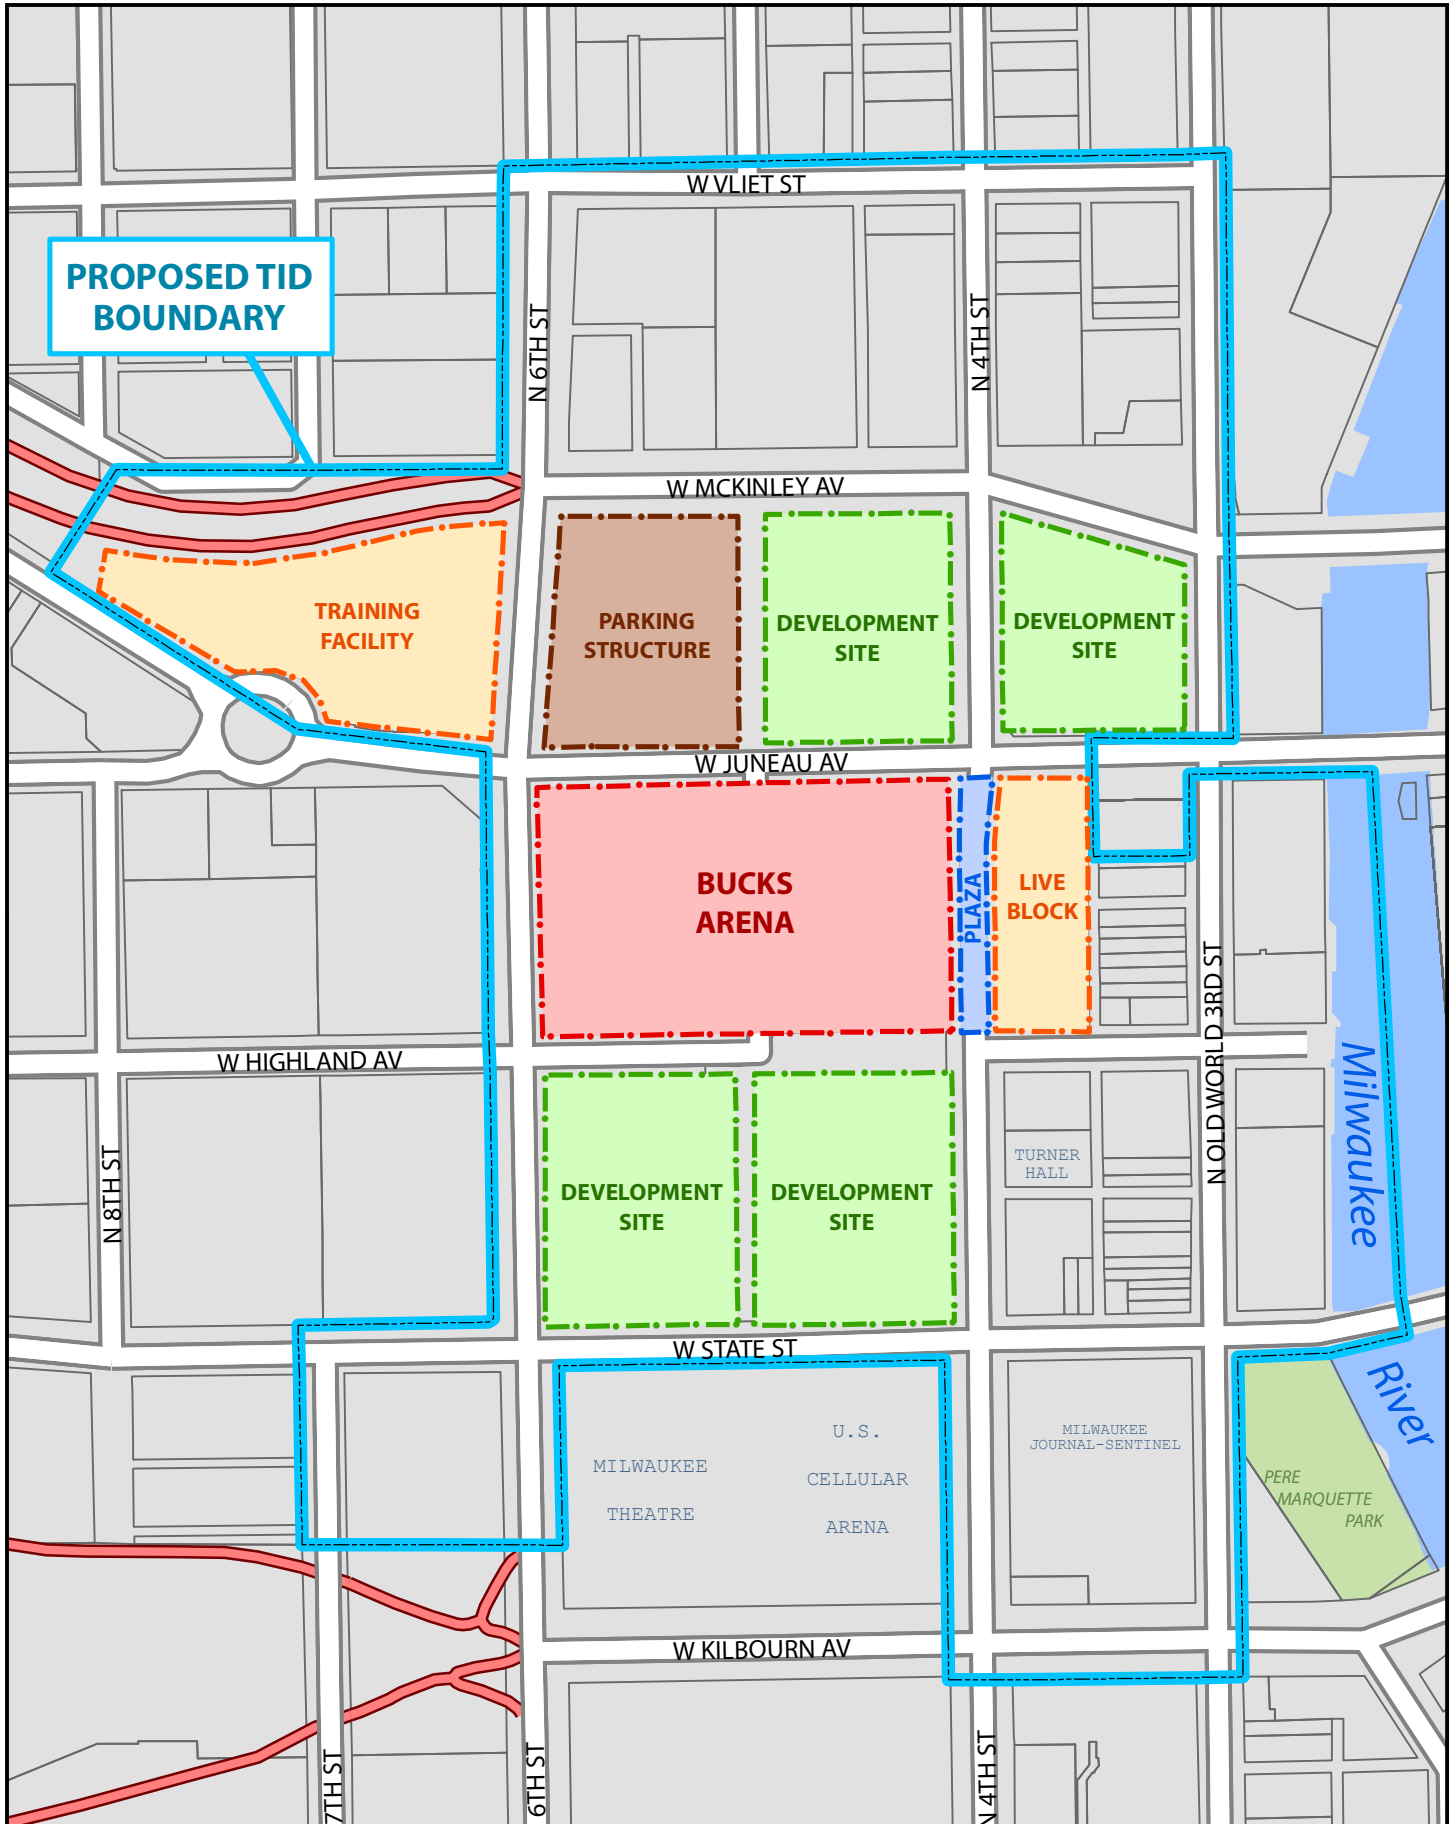 W VLIET ST
PROPOSED TID
BOUNDARY
N 6TH ST
N 4TH ST
W MCKINLEY AV
TRAINING
FACILITY
PARKING
STRUCTURE
DEVELOPMENT
SITE
DEVELOPMENT
SITE
W JUNEAU AV
BUCKS
ARENA
PLAZA
LIVE
BLOCK
N OLD WORLD 3RD ST
W HIGHLAND AV
Milwaukee
N 8TH ST
TURNER
HALL
DEVELOPMENT
SITE
DEVELOPMENT
SITE
W STATE ST
River
MILWAUKEE
THEATRE
U.S.
CELLULAR
ARENA
MILWAUKEE
JOURNAL-SENTINEL
PERE
MARQUETTE
PARK
W KILBOURN AV
7TH ST
6TH ST
N 4TH ST